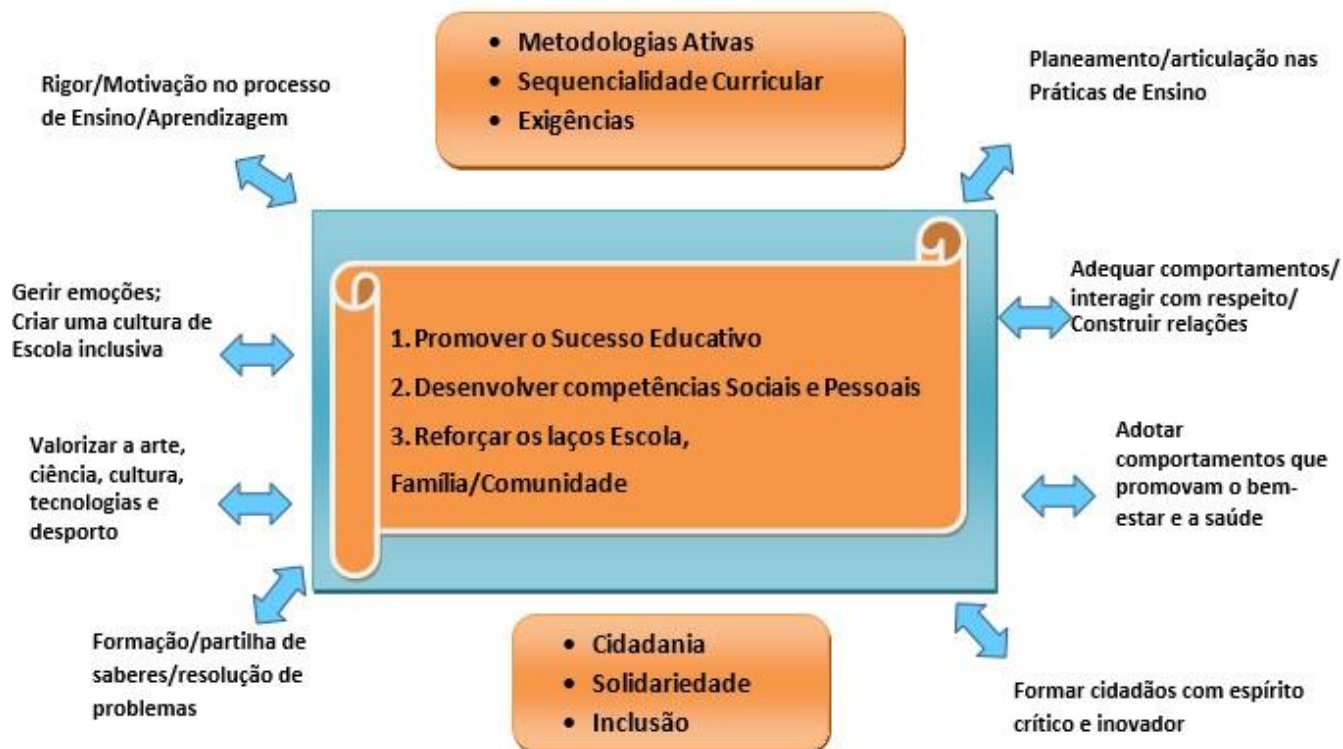 • Metodologias Ativas
• Sequencialidade Curricular
• Exigências
Rigor/Motivação no processo
de Ensino/Aprendizagem
Planeamento/articulação nas
Práticas de Ensino
Gerir emoções;
Criar uma cultura de
Escola inclusiva
Adequar comportamentos/
interagir com respeito/
Construir relações
1. Promover o Sucesso Educativo
2. Desenvolver competências Sociais e Pessoais
3. Reforçar os laços Escola,
Família/Comunidade
Valorizar a arte,
ciência, cultura,
tecnologias e
desporto
Adotar
comportamentos que
promovam o bem-
estar e a saúde
Formação/partilha de
saberes/resolução de
problemas
• Cidadania
• Solidariedade
• Inclusão
Formar cidadãos com espírito
crítico e inovador